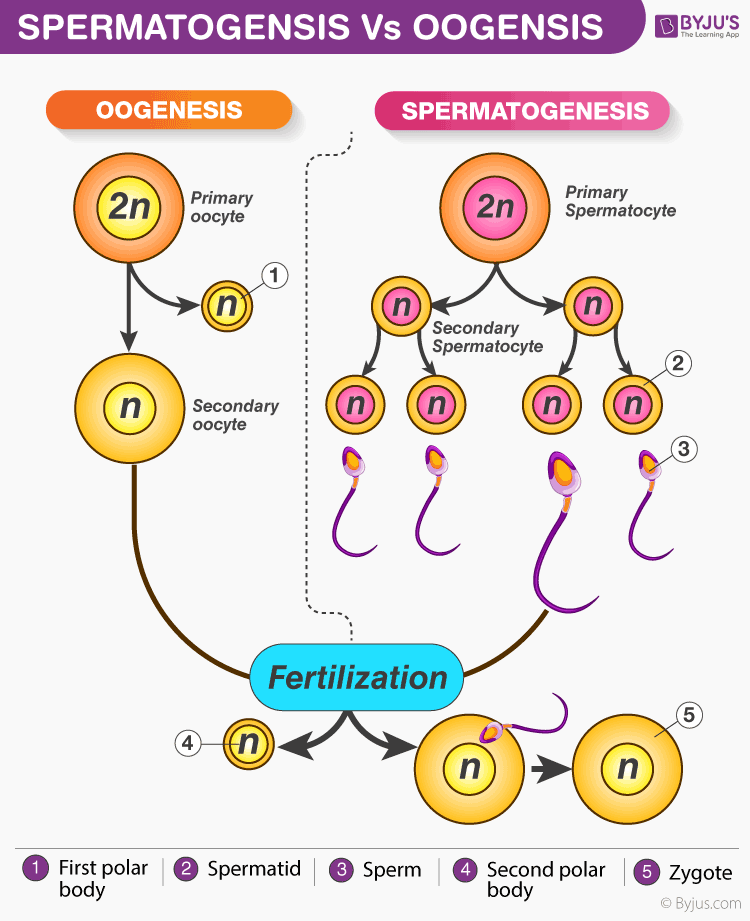 SPERMATOGENSIS Vs OOGENSIS
BYJU'S
The Learning App
OOGENESIS
SPERMATOGENESIS
2n
Primary
oocyte
2n
Primary
Spermatocyte
n
1
n
n
Secondary
Spermatocyte
n
Secondary
oocyte
n
n
n
n
2
3
Fertilization
4
n
n
n
5
1 First polar
body
2 Spermatid
3 Sperm
4 Second polar
body
5 Zygote
© Byjus.com